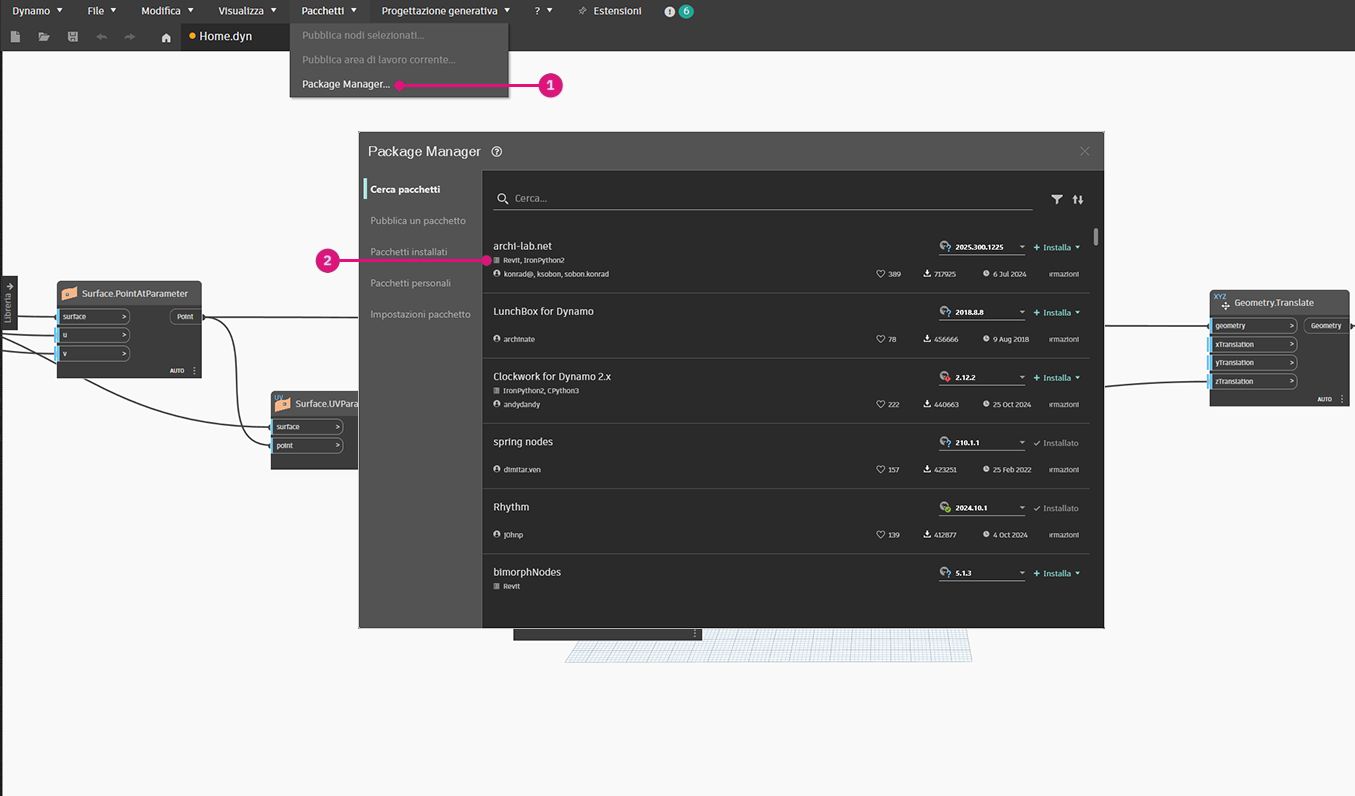 Dynamo File Modifica Visualizza Pacchetti Progettazione generativa ? Estensioni 6
Home.dyn
Pubblica nodi selezionati...
Pubblica area di lavoro corrente...
Package Manager...
1
Package Manager
Cerca pacchetti
Pubblica un pacchetto
Pacchetti installati
Pacchetti personali
Impostazioni pacchetto
2
Cerca...
archi-lab.net 2025.300.1225 + Installa
Revit, IronPython2
konrad@, ksobon, sobon.konrad 389 717925 6 Jul 2024 ormazioni
LunchBox for Dynamo 2018.8.8 + Installa
archinate 78 456666 9 Aug 2018 ormazioni
Clockwork for Dynamo 2.x 2.12.2 + Installa
IronPython2, CPython3
andydandy 222 440663 25 Oct 2024 ormazioni
spring nodes 210.1.1 Installato
dimitar.ven 157 423251 25 Feb 2022 ormazioni
Rhythm 2024.10.1 Installato
j0hnp 139 412877 4 Oct 2024 ormazioni
bimorphNodes 5.1.3 + Installa
Revit
Libreria
Surface.PointAtParameter
surface > Point
u >
v >
AUTO
UV
Surface.UVPara
surface >
point >
XYZ
Geometry.Translate
geometry > Geometry
xTranslation >
yTranslation >
zTranslation >
AUTO